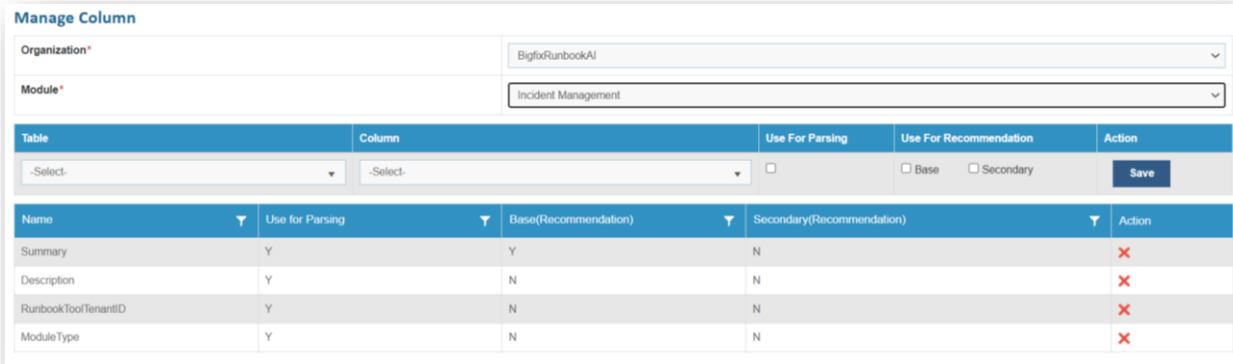 Manage Column
Organization* BigfixRunbookAI
Module* Incident Management
Table Column Use For Parsing Use For Recommendation Action
-Select- -Select- Base Secondary Save
Name Use for Parsing Base(Recommendation) Secondary(Recommendation) Action
Summary Y Y N
Description Y N N
RunbookToolTenantID Y N N
ModuleType Y N N